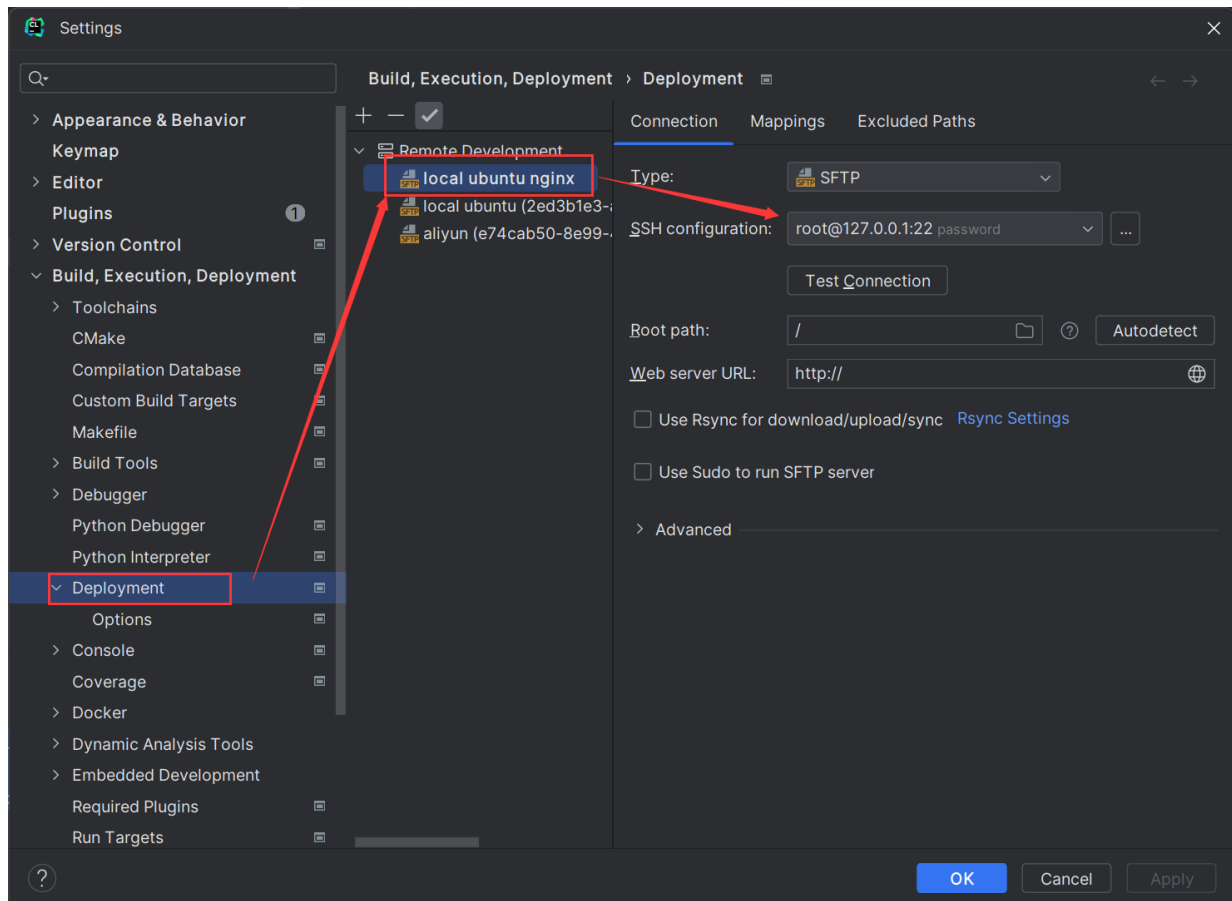 CL
Settings
Build, Execution, Deployment › Deployment
Appearance & Behavior
Keymap
Editor
Plugins
1
Version Control
Build, Execution, Deployment
Toolchains
CMake
Compilation Database
Custom Build Targets
Makefile
Build Tools
Debugger
Python Debugger
Python Interpreter
Deployment
Options
Console
Coverage
Docker
Dynamic Analysis Tools
Embedded Development
Required Plugins
Run Targets
Remote Development
SFTP local ubuntu nginx
SFTP local ubuntu (2ed3b1e3-
SFTP aliyun (e74cab50-8e99-
Connection Mappings Excluded Paths
Type: SFTP SFTP
SSH configuration: root@127.0.0.1:22 password ...
Test Connection
Root path: / ? Autodetect
Web server URL: http://
Use Rsync for download/upload/sync Rsync Settings
Use Sudo to run SFTP server
Advanced
? OK Cancel Apply